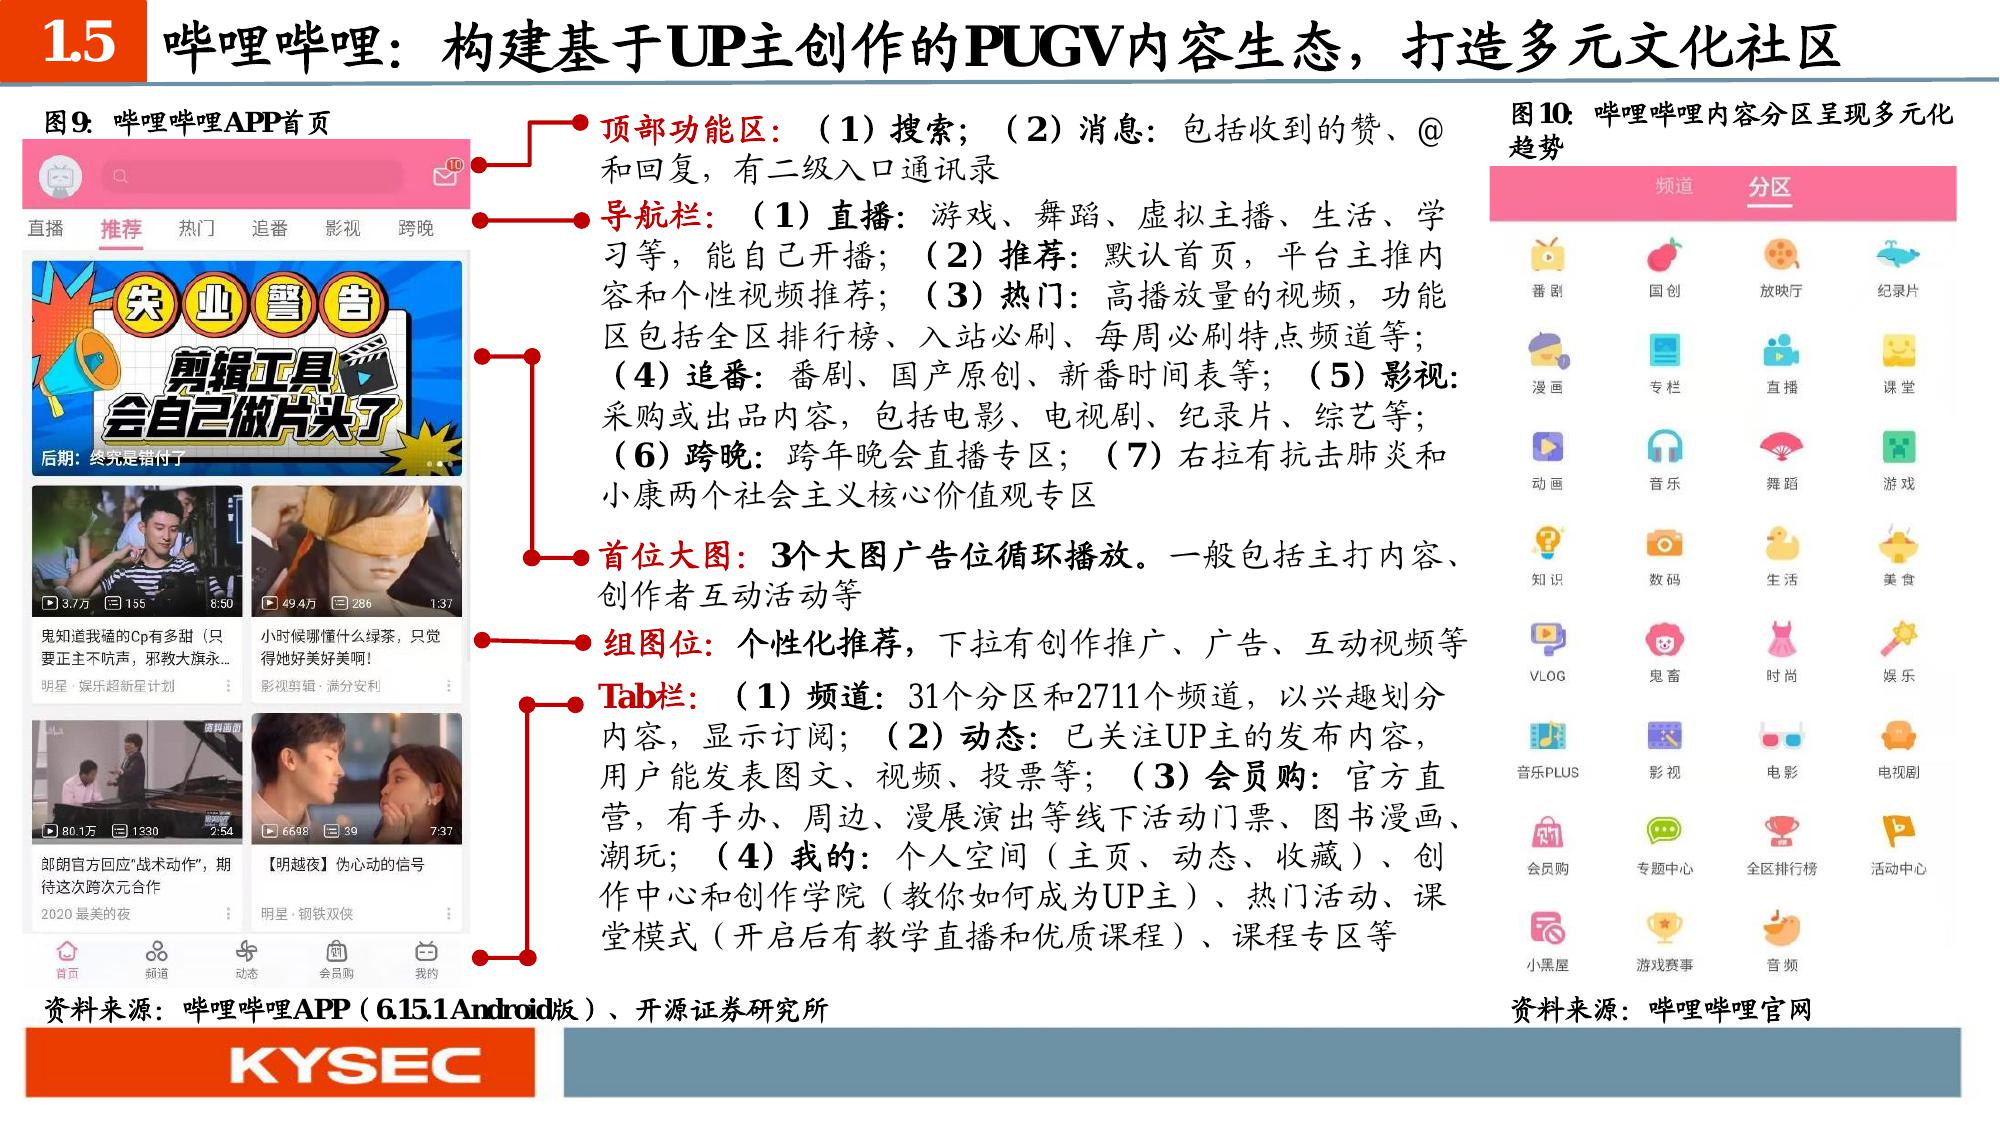 1.5 哔哩哔哩：构建基于UP主创作的PUGV内容生态，打造多元文化社区
图9：哔哩哔哩APP首页
10
直播 推荐 热门 追番 影视 跨晚
失业警告
剪辑工具
会自己做片头了
后期：终究是错付了
3.7万 155 8:50
49.4万 286 1:37
鬼知道我磕的Cp有多甜（只
要正主不吭声，邪教大旗永...
明星·娱乐超新星计划
小时候哪懂什么绿茶，只觉
得她好美好美啊！
影视剪辑·满分安利
资料画面
80.1万 1330 2:54
6698 39 7:37
郎朗官方回应“战术动作”，期
待这次跨次元合作
2020 最美的夜
【明越夜】伪心动的信号
明星·钢铁双侠
首页 频道 动态 会员购 我的
顶部功能区：（1）搜索；（2）消息：包括收到的赞、@
和回复，有二级入口通讯录
导航栏：（1）直播：游戏、舞蹈、虚拟主播、生活、学
习等，能自己开播；（2）推荐：默认首页，平台主推内
容和个性视频推荐；（3）热门：高播放量的视频，功能
区包括全区排行榜、入站必刷、每周必刷特点频道等；
（4）追番：番剧、国产原创、新番时间表等；（5）影视：
采购或出品内容，包括电影、电视剧、纪录片、综艺等；
（6）跨晚：跨年晚会直播专区；（7）右拉有抗击肺炎和
小康两个社会主义核心价值观专区
首位大图：3个大图广告位循环播放。一般包括主打内容、
创作者互动活动等
组图位：个性化推荐，下拉有创作推广、广告、互动视频等
Tab栏：（1）频道：31个分区和2711个频道，以兴趣划分
内容，显示订阅；（2）动态：已关注UP主的发布内容，
用户能发表图文、视频、投票等；（3）会员购：官方直
营，有手办、周边、漫展演出等线下活动门票、图书漫画、
潮玩；（4）我的：个人空间（主页、动态、收藏）、创
作中心和创作学院（教你如何成为UP主）、热门活动、课
堂模式（开启后有教学直播和优质课程）、课程专区等
图10：哔哩哔哩内容分区呈现多元化
趋势
频道 分区
番剧 国创 放映厅 纪录片
漫画 专栏 直播 课堂
动画 音乐 舞蹈 游戏
知识 数码 生活 美食
VLOG 鬼畜 时尚 娱乐
音乐PLUS 影视 电影 电视剧
会员购 专题中心 全区排行榜 活动中心
小黑屋 游戏赛事 音频
资料来源：哔哩哔哩APP（6.15.1 Android版）、开源证券研究所
资料来源：哔哩哔哩官网
KYSEC